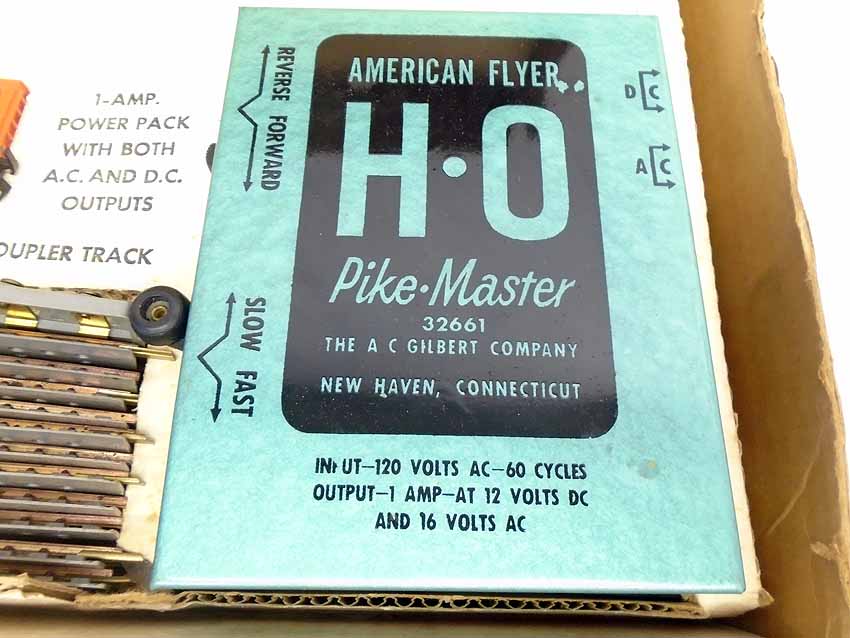 1-AMP.
POWER PACK
WITH BOTH
A.C. AND D.C.
OUTPUTS
TRACK
REVERSE FORWARD
SLOW FAST
AMERICAN FLYER
H·O
Pike·Master
32661
THE A C GILBERT COMPANY
NEW HAVEN, CONNECTICUT
DC
AC
INPUT—120 VOLTS AC—60 CYCLES
OUTPUT—1 AMP—AT 12 VOLTS DC
AND 16 VOLTS AC